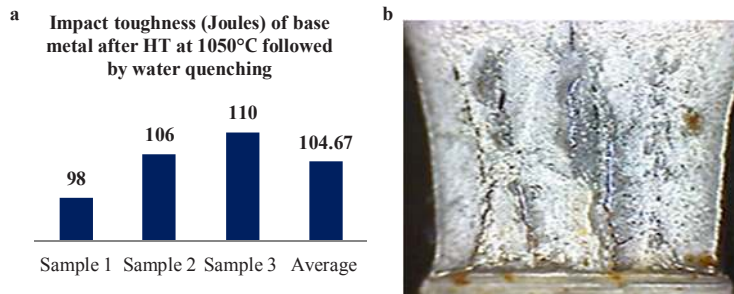 a
Impact toughness (Joules) of base
metal after HT at 1050°C followed
by water quenching
98
106
110
104.67
Sample 1 Sample 2 Sample 3 Average
b